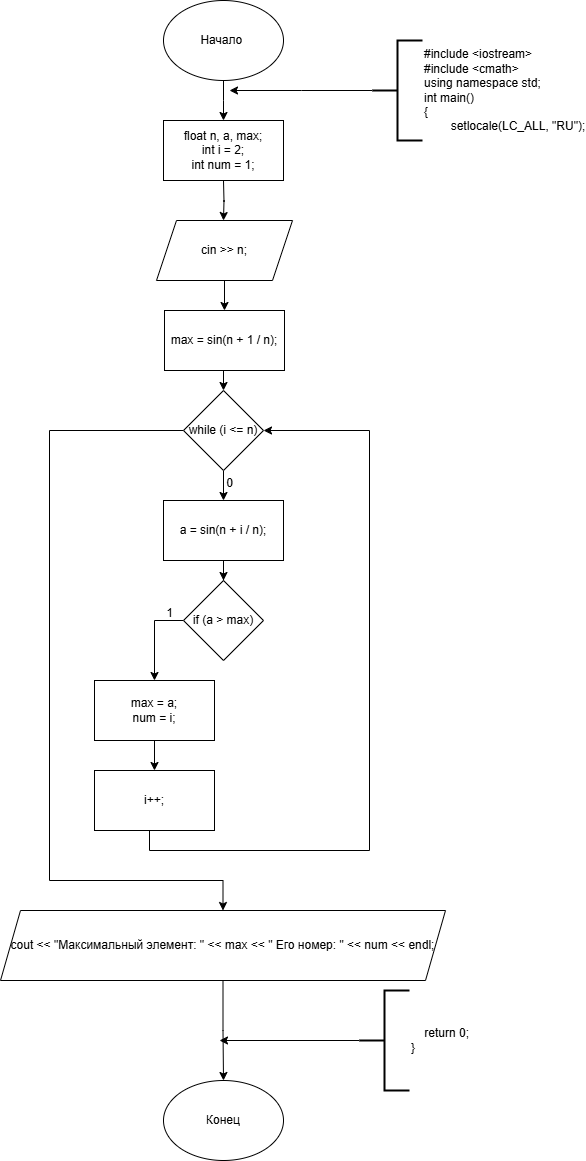 Начало
#include <iostream>
#include <cmath>
using namespace std;
int main()
{
setlocale(LC_ALL, "RU");
float n, a, max;
int i = 2;
int num = 1;
cin >> n;
max = sin(n + 1 / n);
while (i <= n)
0
a = sin(n + i / n);
if (a > max)
1
max = a;
num = i;
i++;
cout << "Максимальный элемент: " << max << " Его номер: " << num << endl;
return 0;
}
Конец